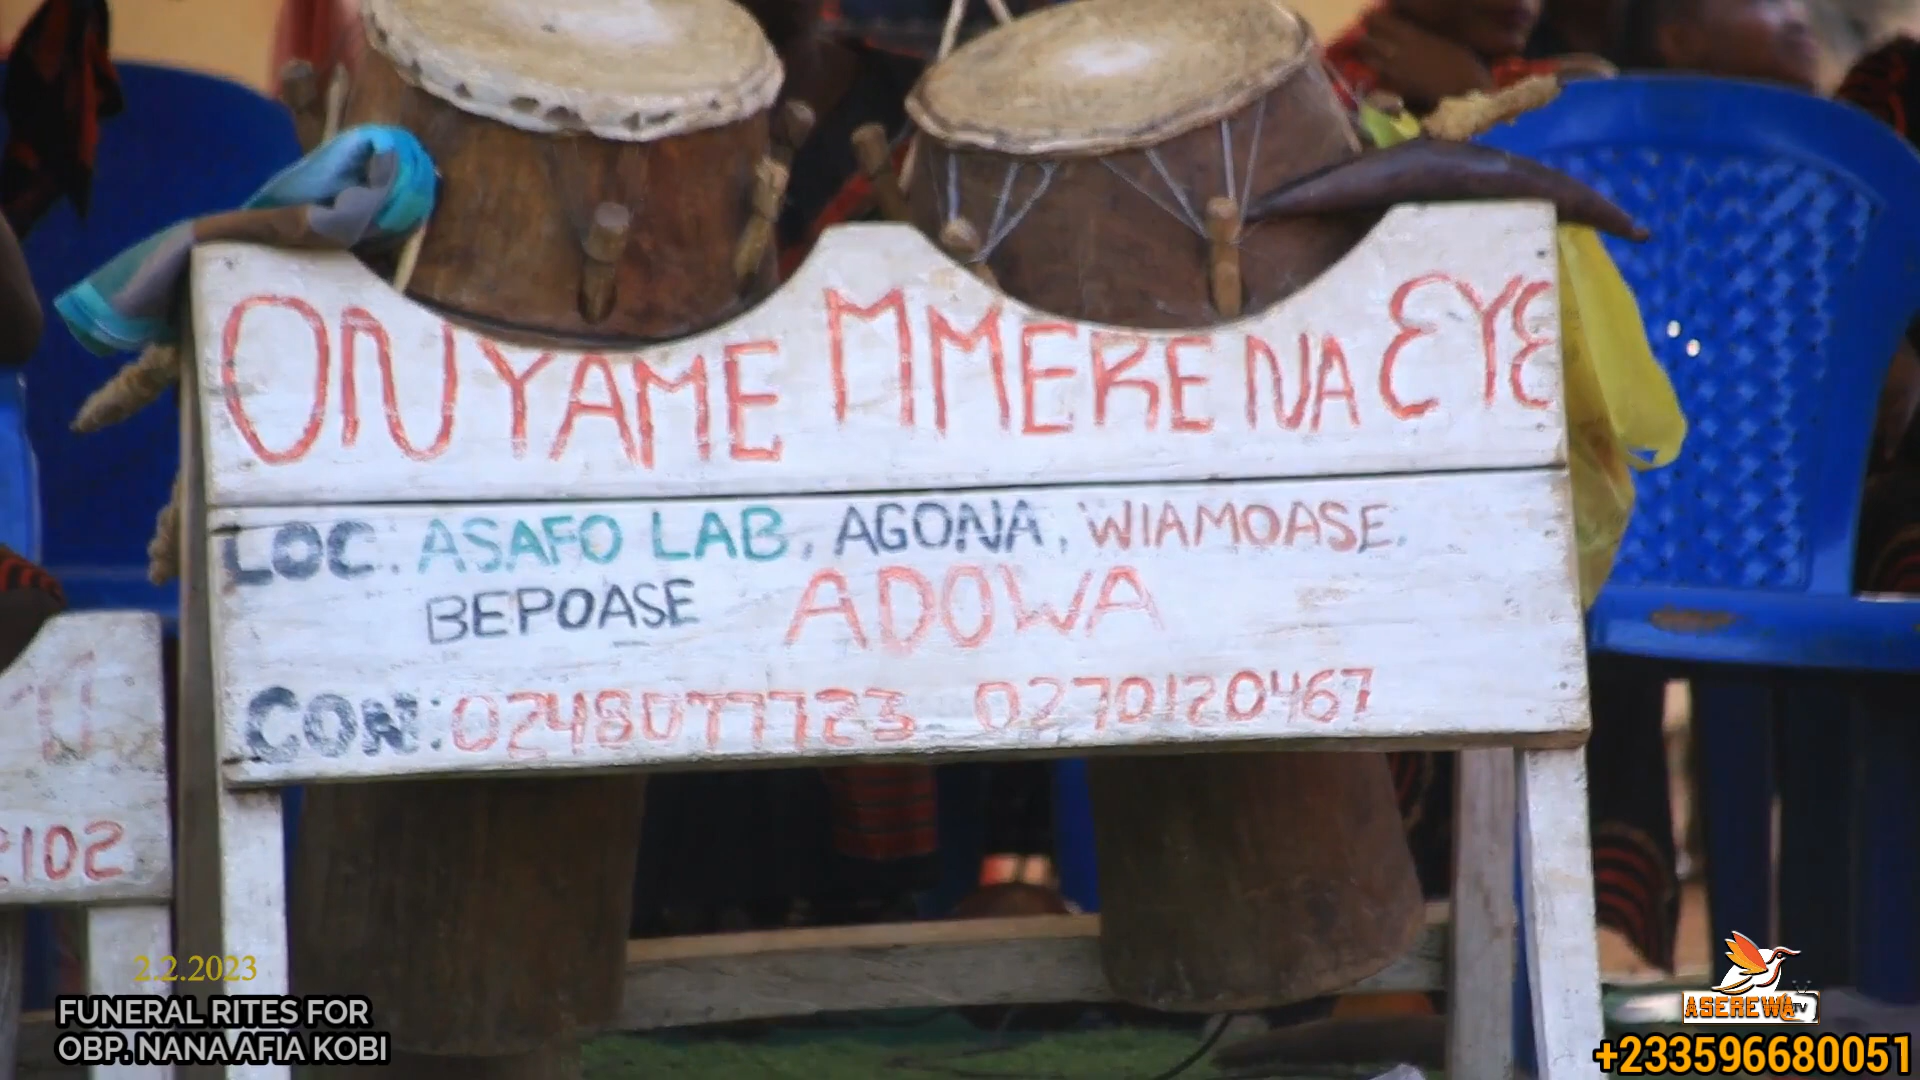 ONYAME MMERE NA ƐYƐ
LOC: ASAFO LAB, AGONA, WIAMOASE.
BEPOASE ADOWA
CON: 0248077723 0270120467
2102
2.2.2023
FUNERAL RITES FOR
OBP. NANA AFIA KOBI
ASEREWA TV
+233596680051